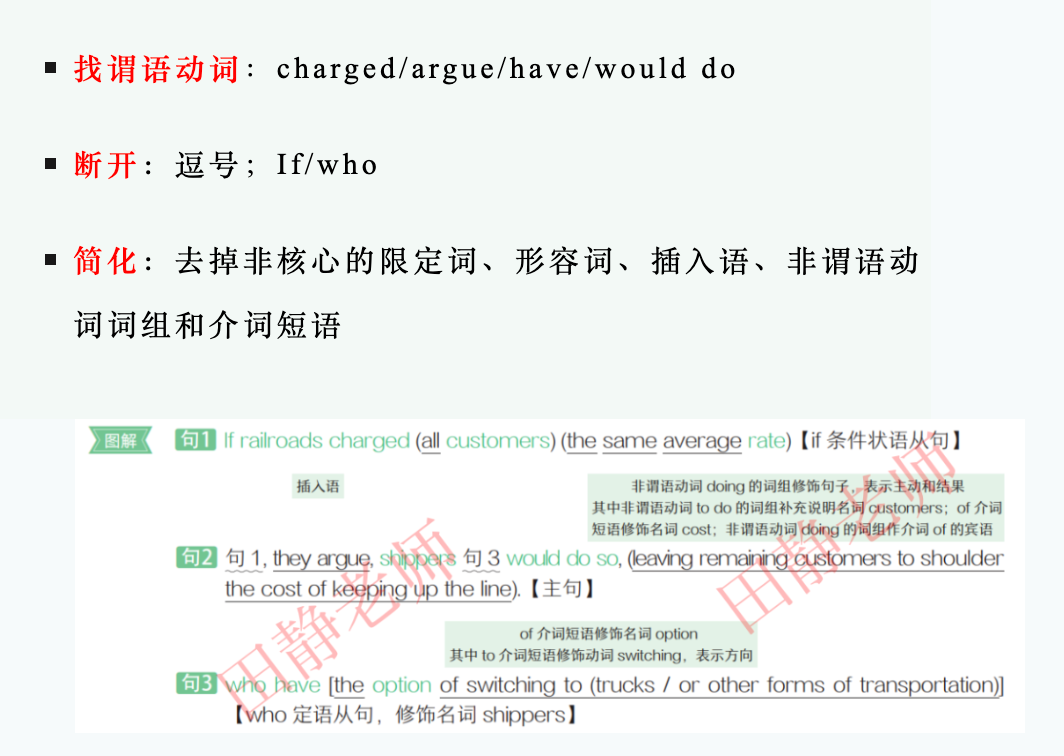 找谓语动词：charged/argue/have/would do
断开：逗号；If/who
简化：去掉非核心的限定词、形容词、插入语、非谓语动
词词组和介词短语
图解 句1 If railroads charged (all customers) (the same average rate)【if 条件状语从句】
插入语
非谓语动词 doing 的词组修饰句子，表示主动和结果
其中非谓语动词 to do 的词组补充说明名词 customers；of 介词
短语修饰名词 cost；非谓语动词 doing 的词组作介词 of 的宾语
句2 句 1, they argue, shippers 句 3 would do so, (leaving remaining customers to shoulder
the cost of keeping up the line).【主句】
of 介词短语修饰名词 option
其中 to 介词短语修饰动词 switching，表示方向
句3 who have [the option of switching to (trucks / or other forms of transportation)]
【who 定语从句，修饰名词 shippers】
田静老师
田静老师